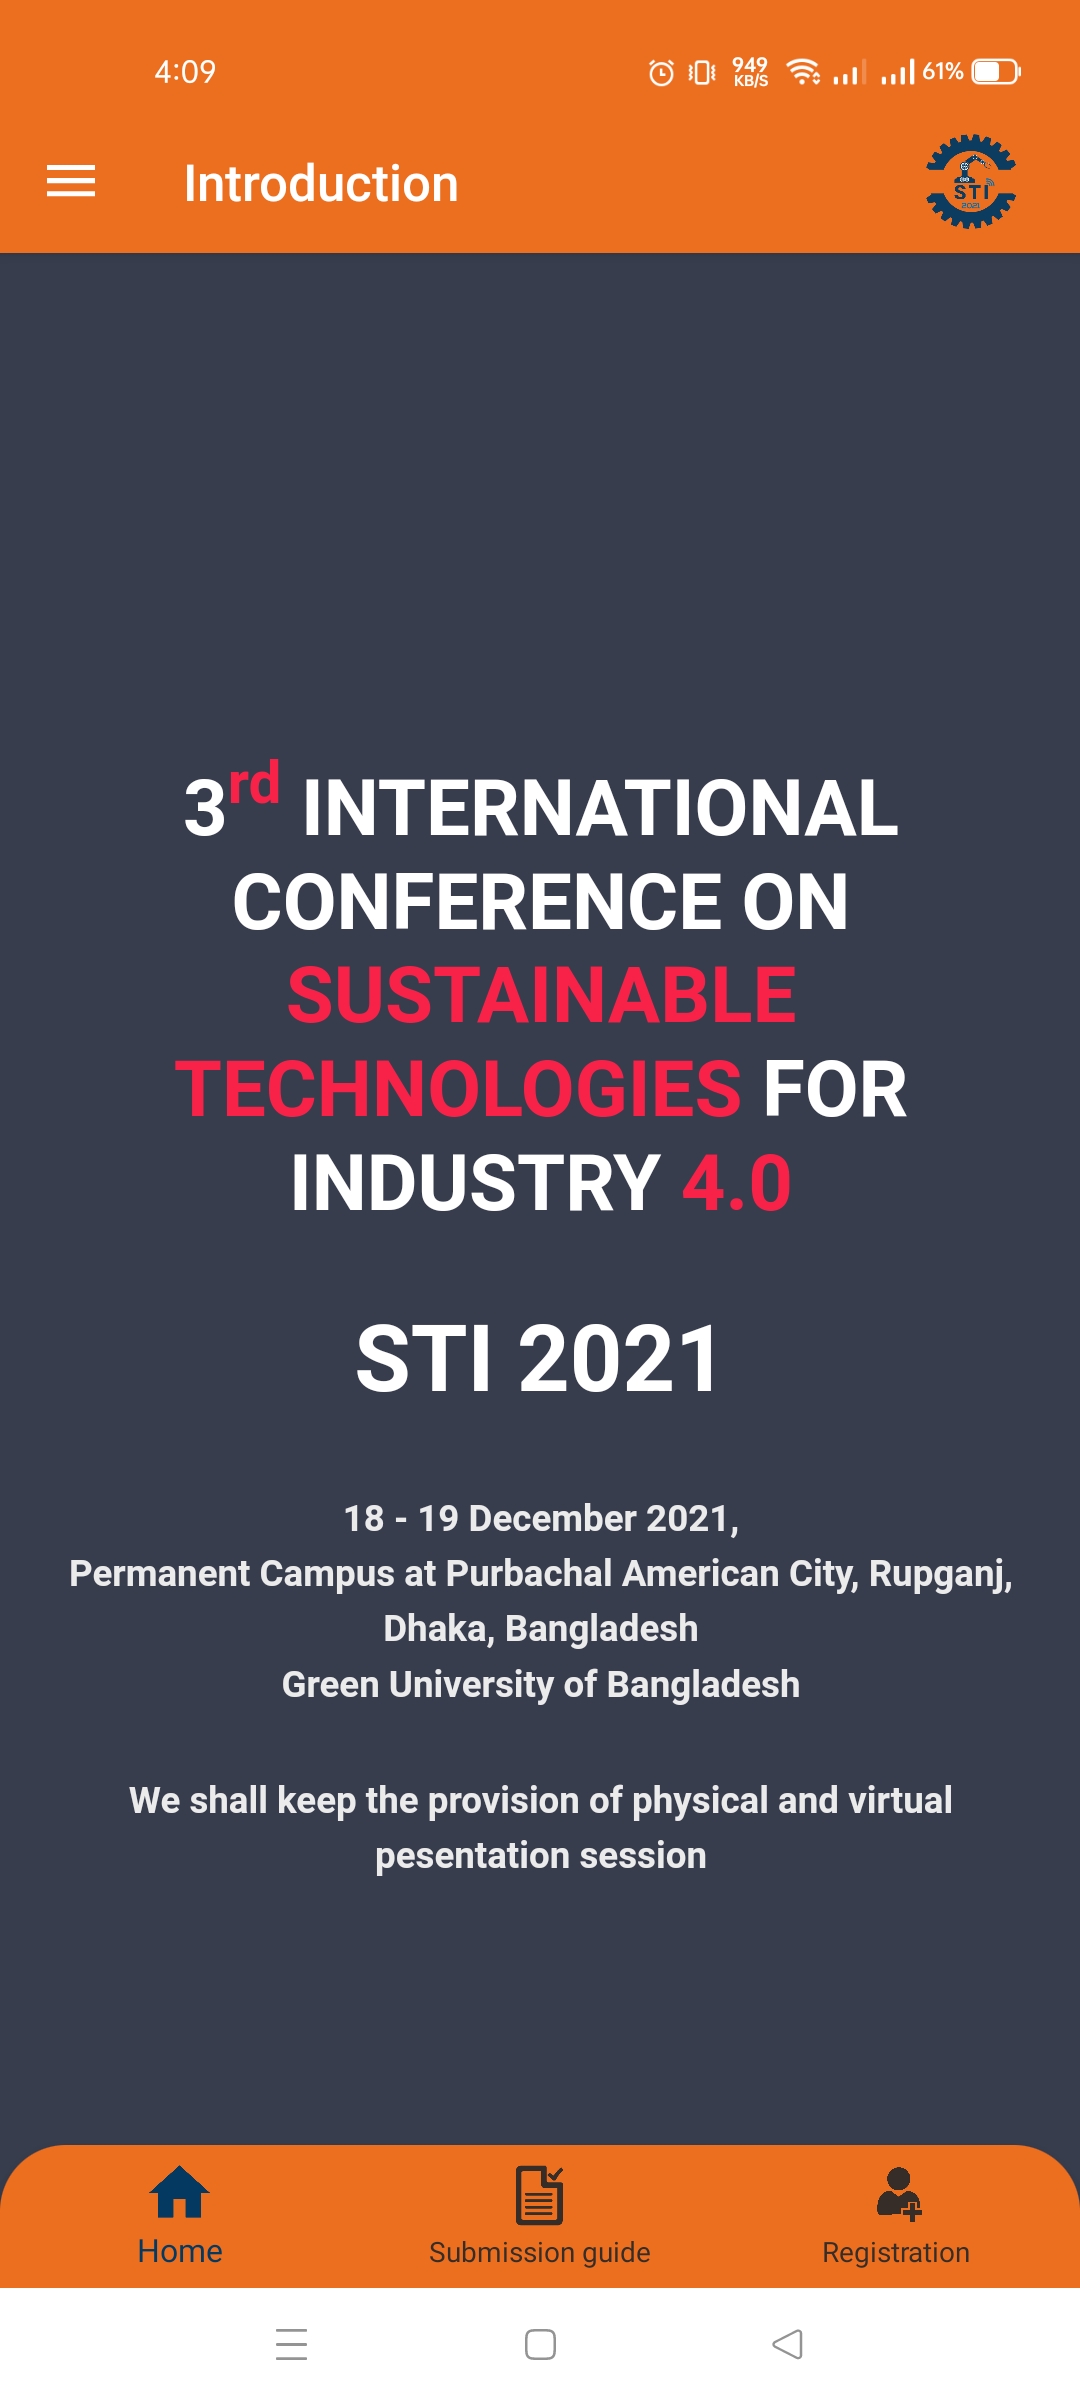 4:09
949
KB/S
61%
Introduction
STI
2021
3rd INTERNATIONAL
CONFERENCE ON
SUSTAINABLE
TECHNOLOGIES FOR
INDUSTRY 4.0
STI 2021
18 - 19 December 2021,
Permanent Campus at Purbachal American City, Rupganj,
Dhaka, Bangladesh
Green University of Bangladesh
We shall keep the provision of physical and virtual
pesentation session
Home
Submission guide
Registration